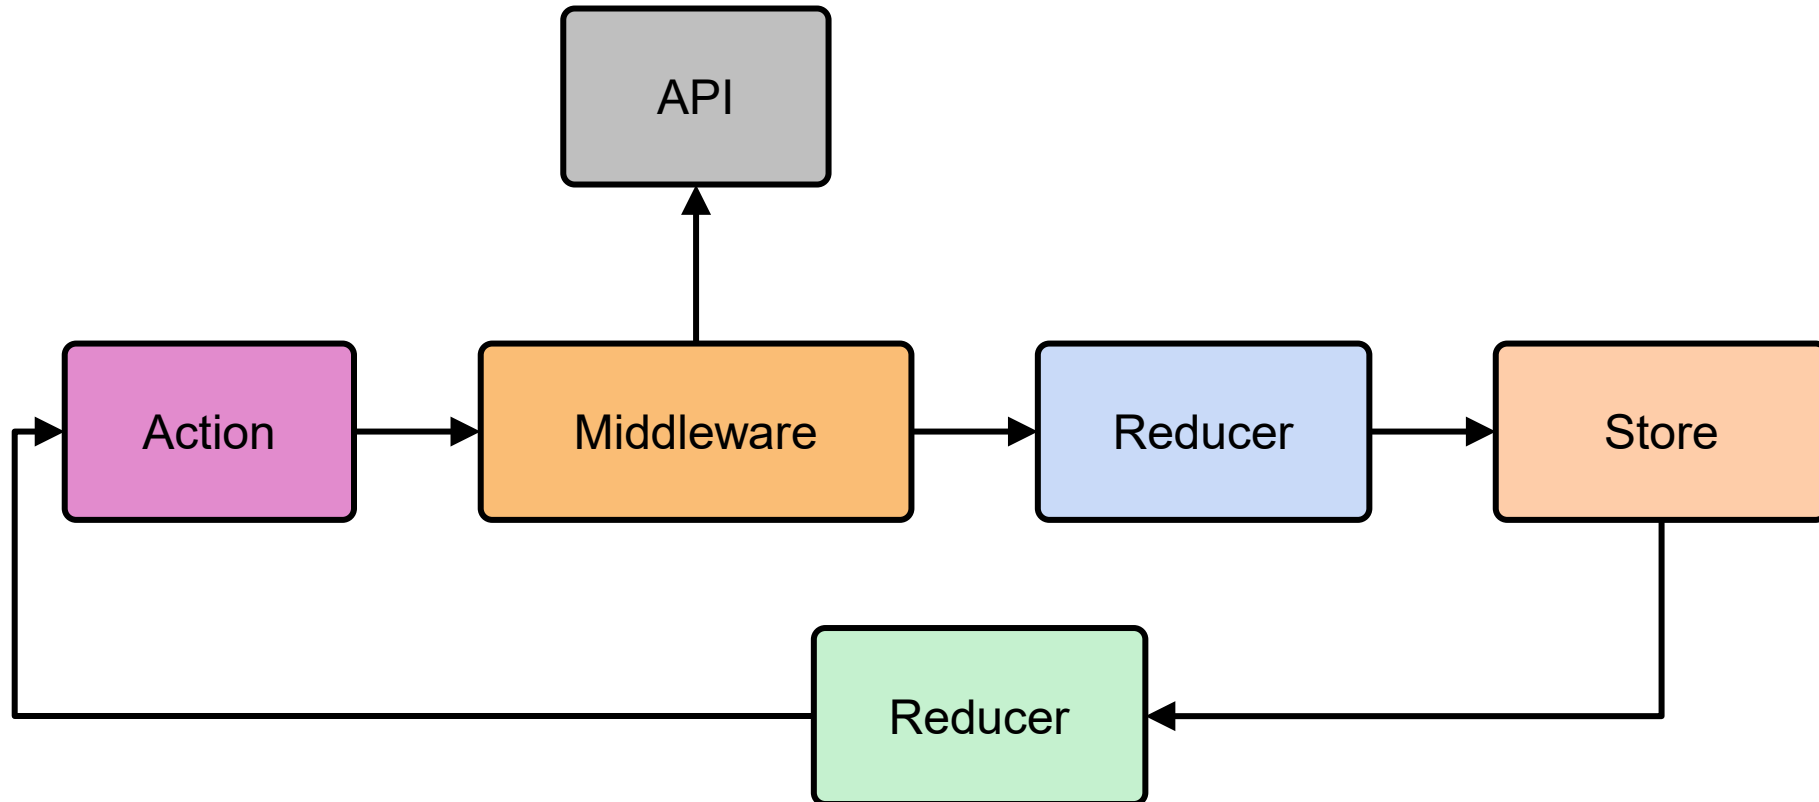 API
Action
Middleware
Reducer
Store
Reducer